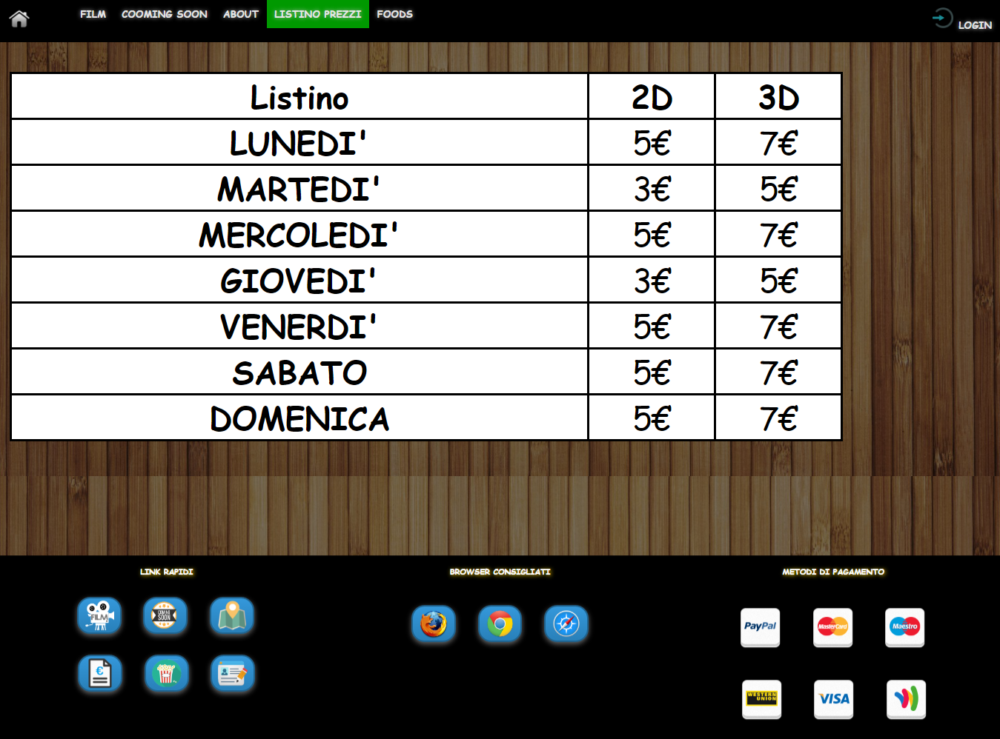 FILM COOMING SOON ABOUT LISTINO PREZZI FOODS LOGIN
Listino 2D 3D
LUNEDI' 5€ 7€
MARTEDI' 3€ 5€
MERCOLEDI' 5€ 7€
GIOVEDI' 3€ 5€
VENERDI' 5€ 7€
SABATO 5€ 7€
DOMENICA 5€ 7€
LINK RAPIDI BROWSER CONSIGLIATI METODI DI PAGAMENTO
FILM COMING SOON
PayPal MasterCard Maestro
€
WESTERN UNION VISA